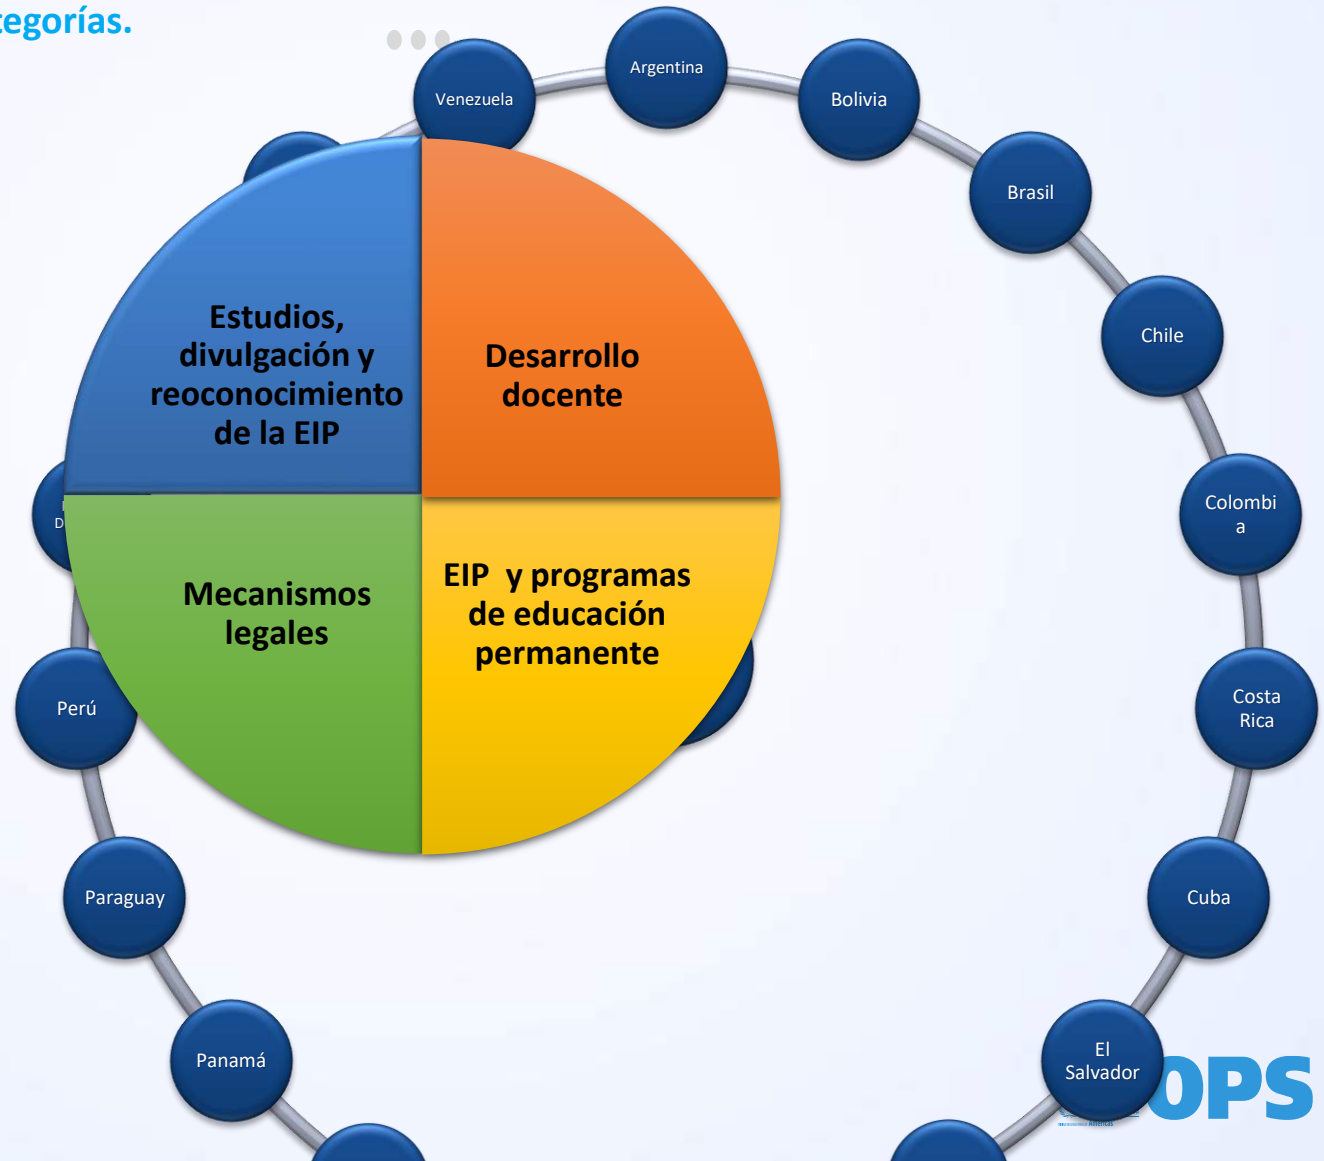 tegorías.
Argentina
Venezuela
Bolivia
Brasil
Chile
Colombi
a
Costa
Rica
Cuba
El
Salvador
Panamá
Paraguay
Perú
D
Estudios,
divulgación y
reoconocimiento
de la EIP
Desarrollo
docente
Mecanismos
legales
EIP y programas
de educación
permanente
OPS